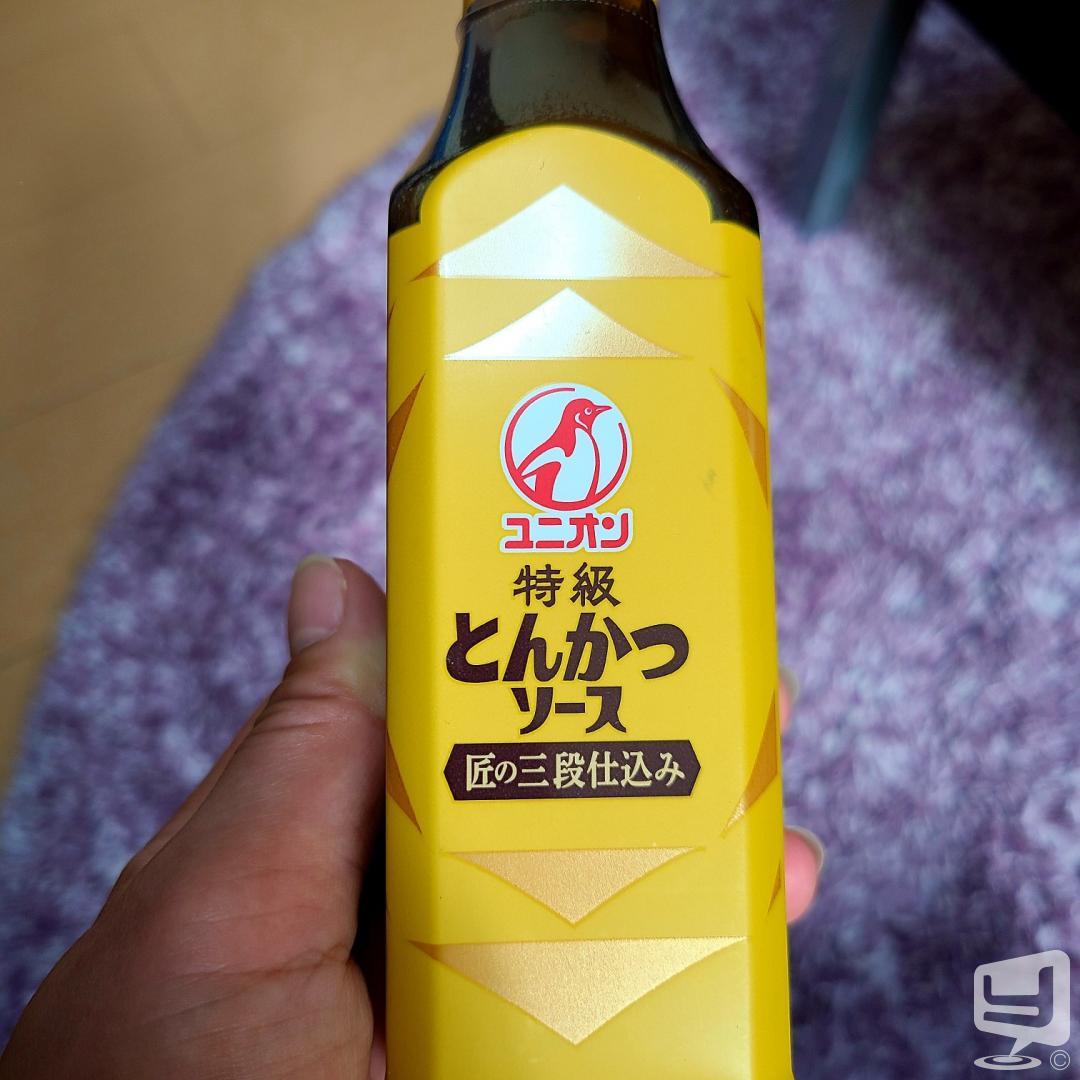 ユニオン
特級
とんかつ
ソース
匠の三段仕込み
©